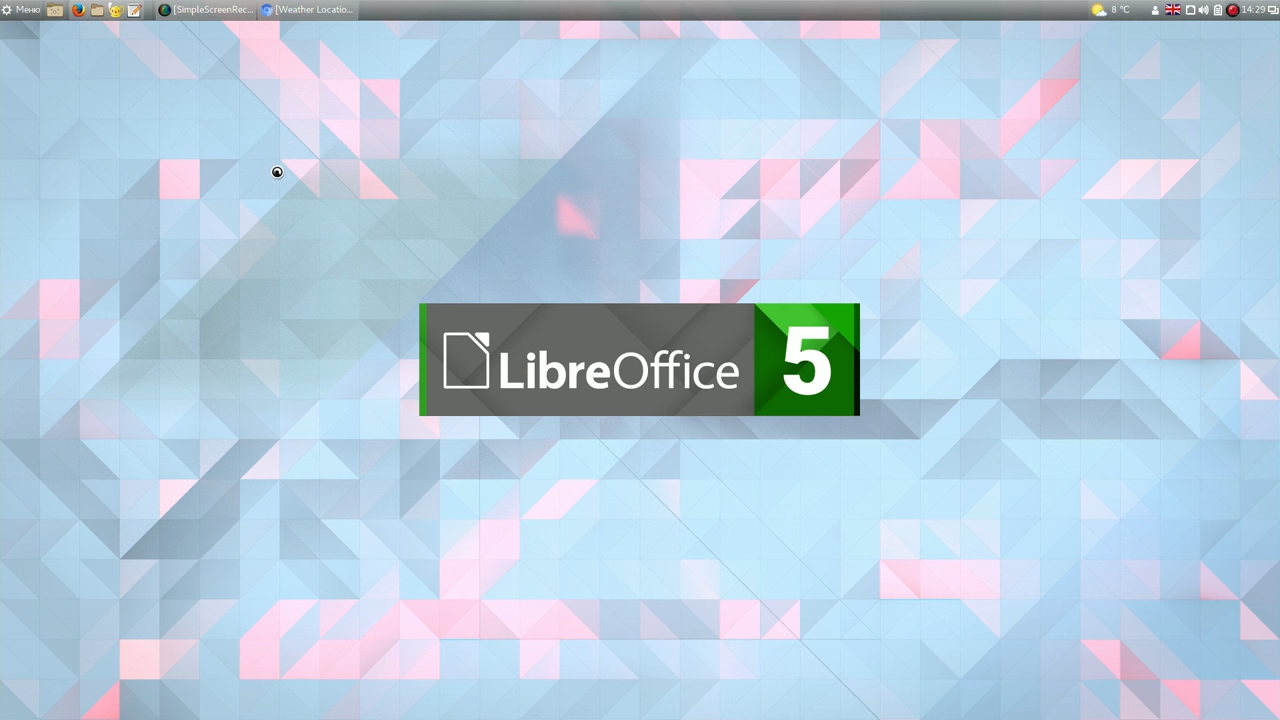 Меню [SimpleScreenRec... [Weather Locatio... 8 °C 14:29
LibreOffice 5